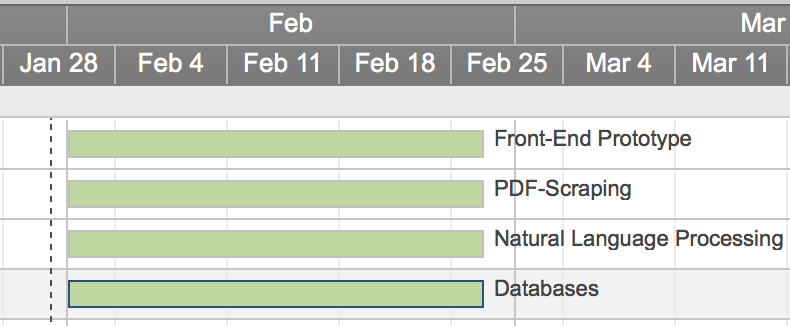 Feb Mar
Jan 28 Feb 4 Feb 11 Feb 18 Feb 25 Mar 4 Mar 11
Front-End Prototype
PDF-Scraping
Natural Language Processing
Databases